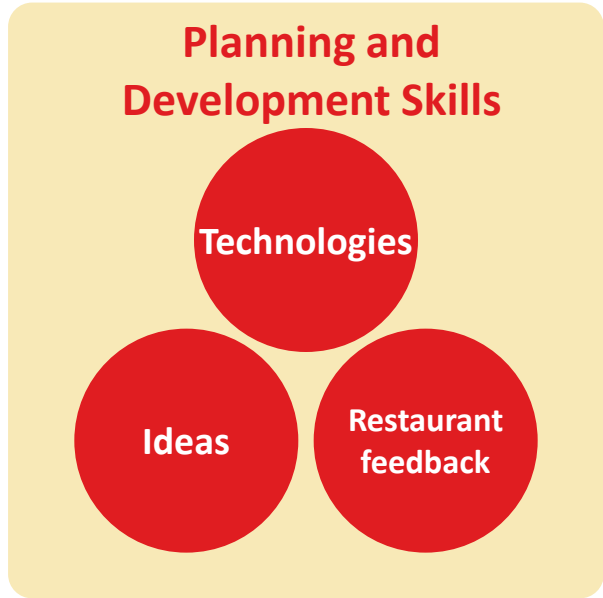 Planning and
Development Skills
Technologies
Ideas
Restaurant
feedback